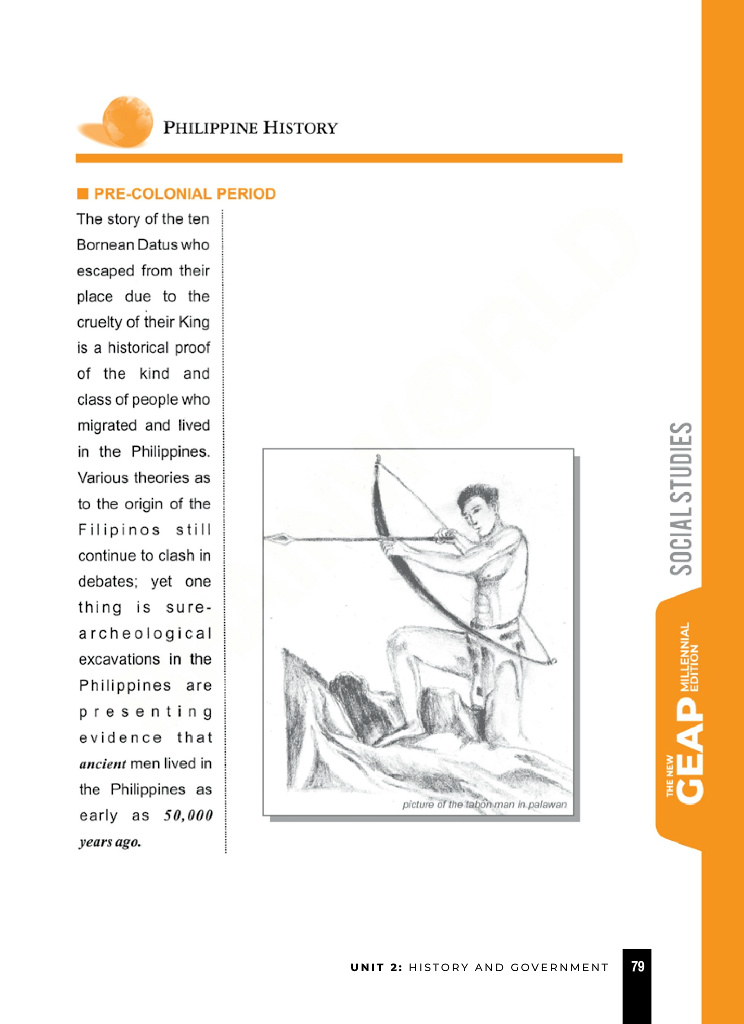 PHILIPPINE HISTORY
■ PRE-COLONIAL PERIOD
The story of the ten
Bornean Datus who
escaped from their
place due to the
cruelty of their King
is a historical proof
of the kind and
class of people who
migrated and lived
in the Philippines.
Various theories as
to the origin of the
Filipinos still
continue to clash in
debates; yet one
thing is sure-
archeological
excavations in the
Philippines are
presenting
evidence that
ancient men lived in
the Philippines as
early as 50,000
years ago.
picture of the tabon man in palawan
SOCIAL STUDIES
THE NEW
GEAP
MILLENNIAL
EDITION
UNIT 2: HISTORY AND GOVERNMENT
79